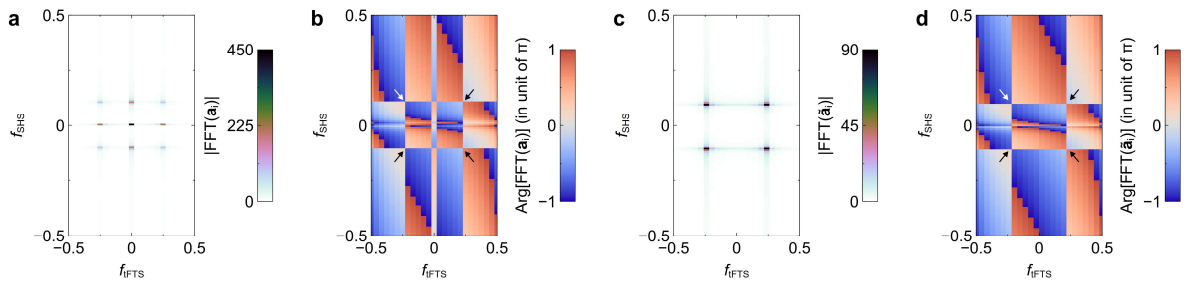 a
0.5
0
−0.5
f_SHS
−0.5
0
0.5
f_tFTS
450
225
0
|FFT(a_i)|
b
0.5
0
−0.5
f_SHS
−0.5
0
0.5
f_tFTS
1
0
−1
Arg[FFT(a_i)] (in unit of π)
c
0.5
0
−0.5
f_SHS
−0.5
0
0.5
f_tFTS
90
45
0
|FFT(ã_i)|
d
0.5
0
−0.5
f_SHS
−0.5
0
0.5
f_tFTS
1
0
−1
Arg[FFT(ã_i)] (in unit of π)